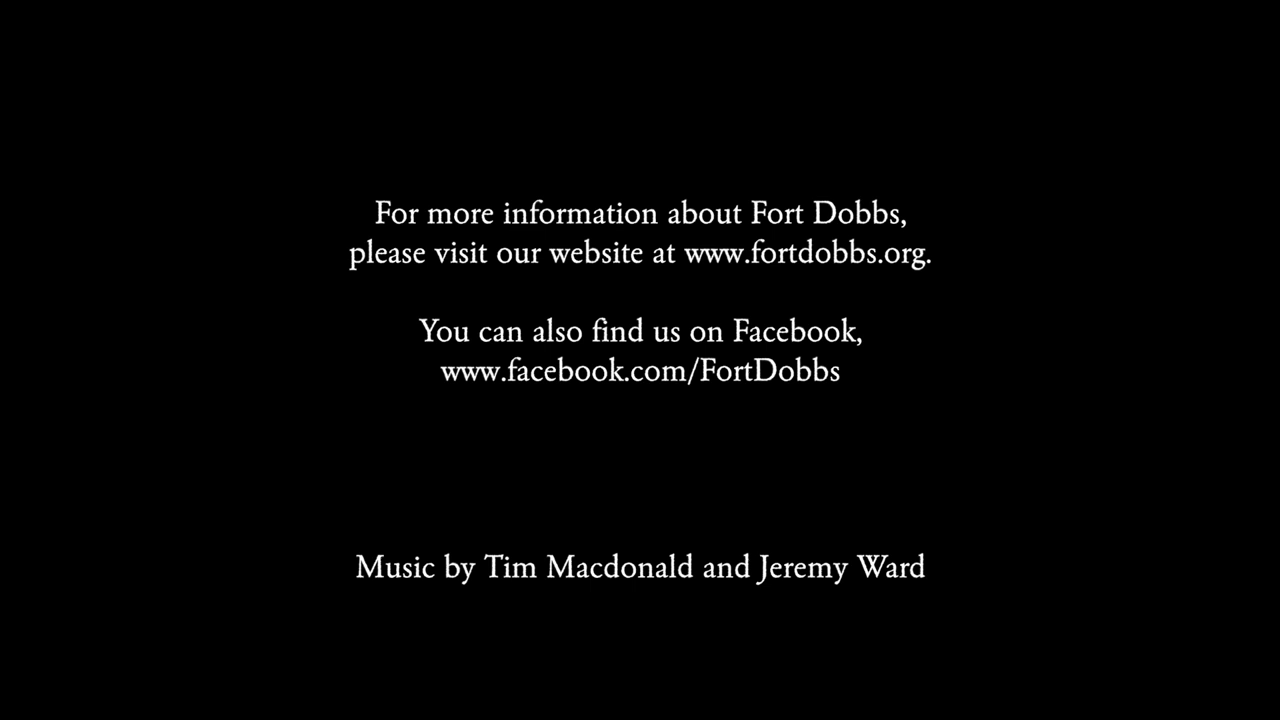 For more information about Fort Dobbs,
please visit our website at www.fortdobbs.org.
You can also find us on Facebook,
www.facebook.com/FortDobbs
Music by Tim Macdonald and Jeremy Ward